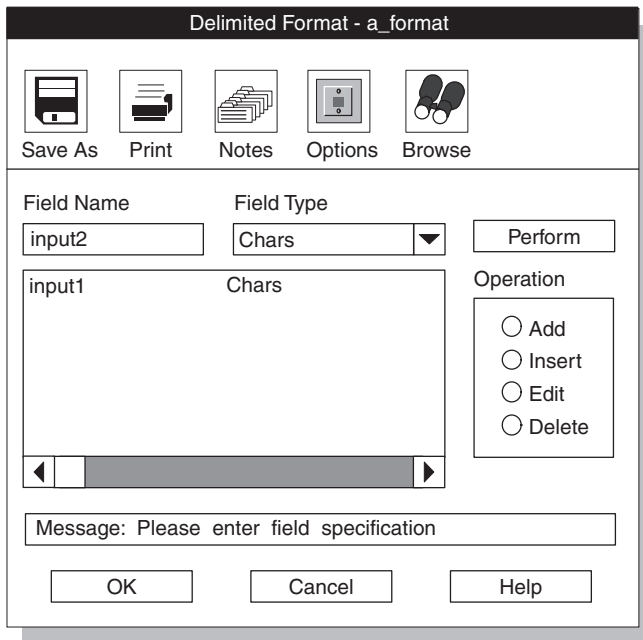 Delimited Format - a_format
Save As Print Notes Options Browse
Field Name Field Type
input2 Chars Perform
input1 Chars Operation
Add
Insert
Edit
Delete
Message: Please enter field specification
OK Cancel Help